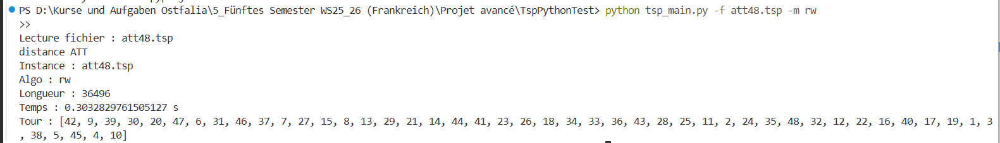 PS D:\Kurse und Aufgaben Ostfalia\5_Fünftes Semester WS25_26 (Frankreich)\Projet avancé\TspPythonTest> python tsp_main.py -f att48.tsp -m rw
>>
Lecture fichier : att48.tsp
distance ATT
Instance : att48.tsp
Algo : rw
Longueur : 36496
Temps : 0.3032829761505127 s
Tour : [42, 9, 39, 30, 20, 47, 6, 31, 46, 37, 7, 27, 15, 8, 13, 29, 21, 14, 44, 41, 23, 26, 18, 34, 33, 36, 43, 28, 25, 11, 2, 24, 35, 48, 32, 12, 22, 16, 40, 17, 19, 1, 3
, 38, 5, 45, 4, 10]